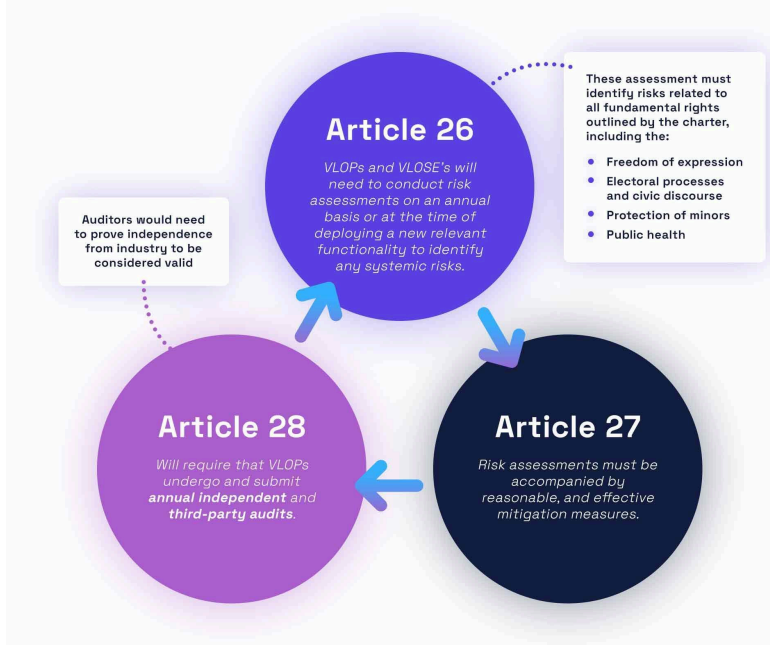 Article 26
VLOPs and VLOSE's will
need to conduct risk
assessments on an annual
basis or at the time of
deploying a new relevant
functionality to identify
any systemic risks.
These assessment must
identify risks related to
all fundamental rights
outlined by the charter,
including the:
Freedom of expression
Electoral processes
and civic discourse
Protection of minors
Public health
Auditors would need
to prove independence
from industry to be
considered valid
Article 28
Will require that VLOPs
undergo and submit
annual independent and
third-party audits.
Article 27
Risk assessments must be
accompanied by
reasonable, and effective
mitigation measures.